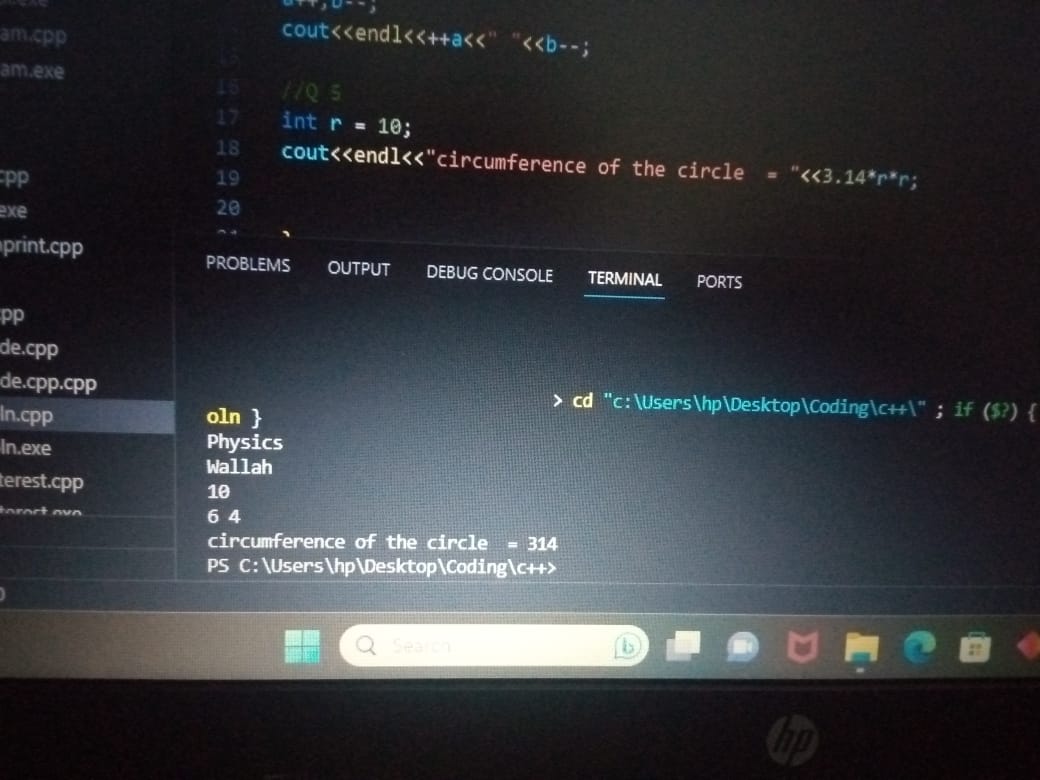 am.cpp
am.exe
cout<<endl<<++a<<" "<<b--;
16 //Q 5
17 int r = 10;
18 cout<<endl<<"circumference of the circle  = "<<3.14*r*r;
19
20
cpp
exe
print.cpp
pp
de.cpp
de.cpp.cpp
ln.cpp
ln.exe
terest.cpp
PROBLEMS OUTPUT DEBUG CONSOLE TERMINAL PORTS
> cd "c:\Users\hp\Desktop\Coding\c++\" ; if ($?) {
oln }
Physics
Wallah
10
6 4
circumference of the circle  = 314
PS C:\Users\hp\Desktop\Coding\c++>
Search
hp